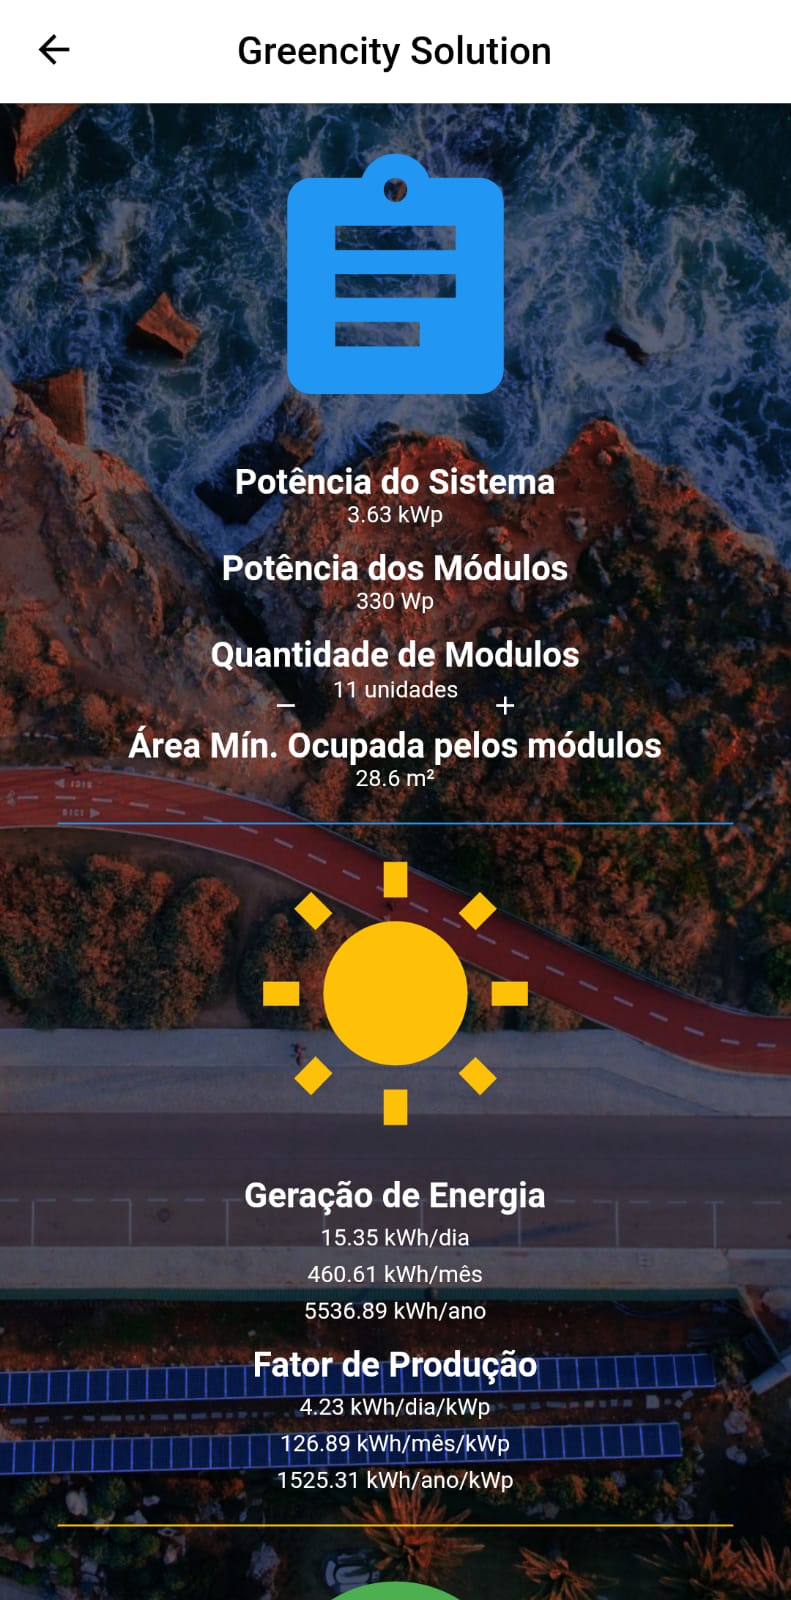 Greencity Solution
Potência do Sistema
3.63 kWp
Potência dos Módulos
330 Wp
Quantidade de Modulos
11 unidades
− +
Área Mín. Ocupada pelos módulos
28.6 m²
Geração de Energia
15.35 kWh/dia
460.61 kWh/mês
5536.89 kWh/ano
Fator de Produção
4.23 kWh/dia/kWp
126.89 kWh/mês/kWp
1525.31 kWh/ano/kWp